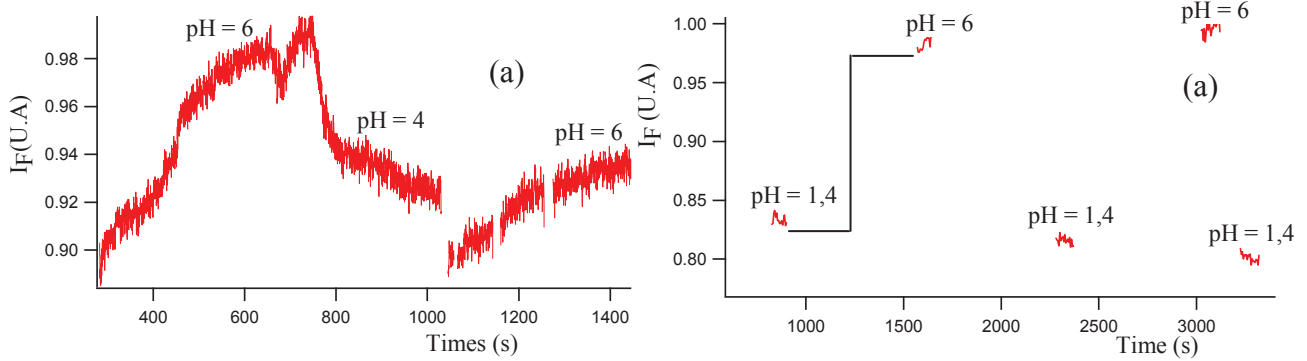 pH = 6
(a)
pH = 4
pH = 6
0.98
0.96
0.94
0.92
0.90
IF(U.A)
400
600
800
1000
1200
1400
Times (s)
pH = 6
pH = 6
(a)
pH = 1,4
pH = 1,4
pH = 1,4
1.00
0.95
0.90
0.85
0.80
IF (U.A)
1000
1500
2000
2500
3000
Time (s)